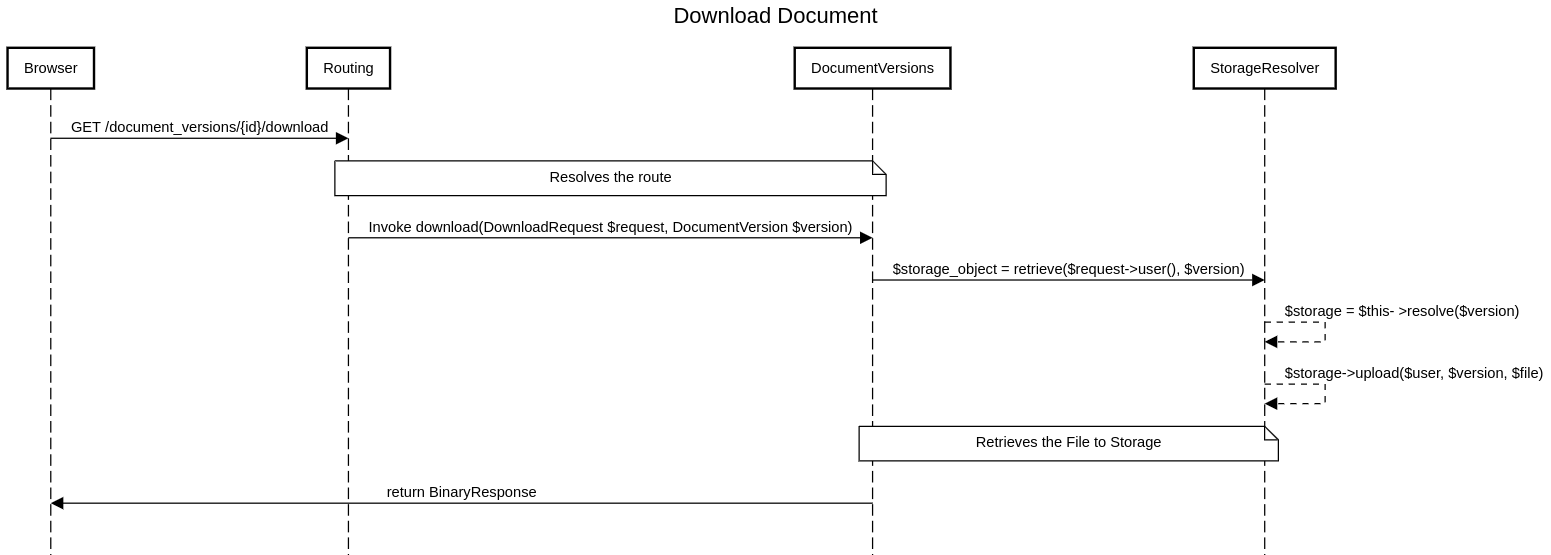 Download Document
Browser
Routing
DocumentVersions
StorageResolver
GET /document_versions/{id}/download
Resolves the route
Invoke download(DownloadRequest $request, DocumentVersion $version)
$storage_object = retrieve($request->user(), $version)
$storage = $this- >resolve($version)
$storage->upload($user, $version, $file)
Retrieves the File to Storage
return BinaryResponse